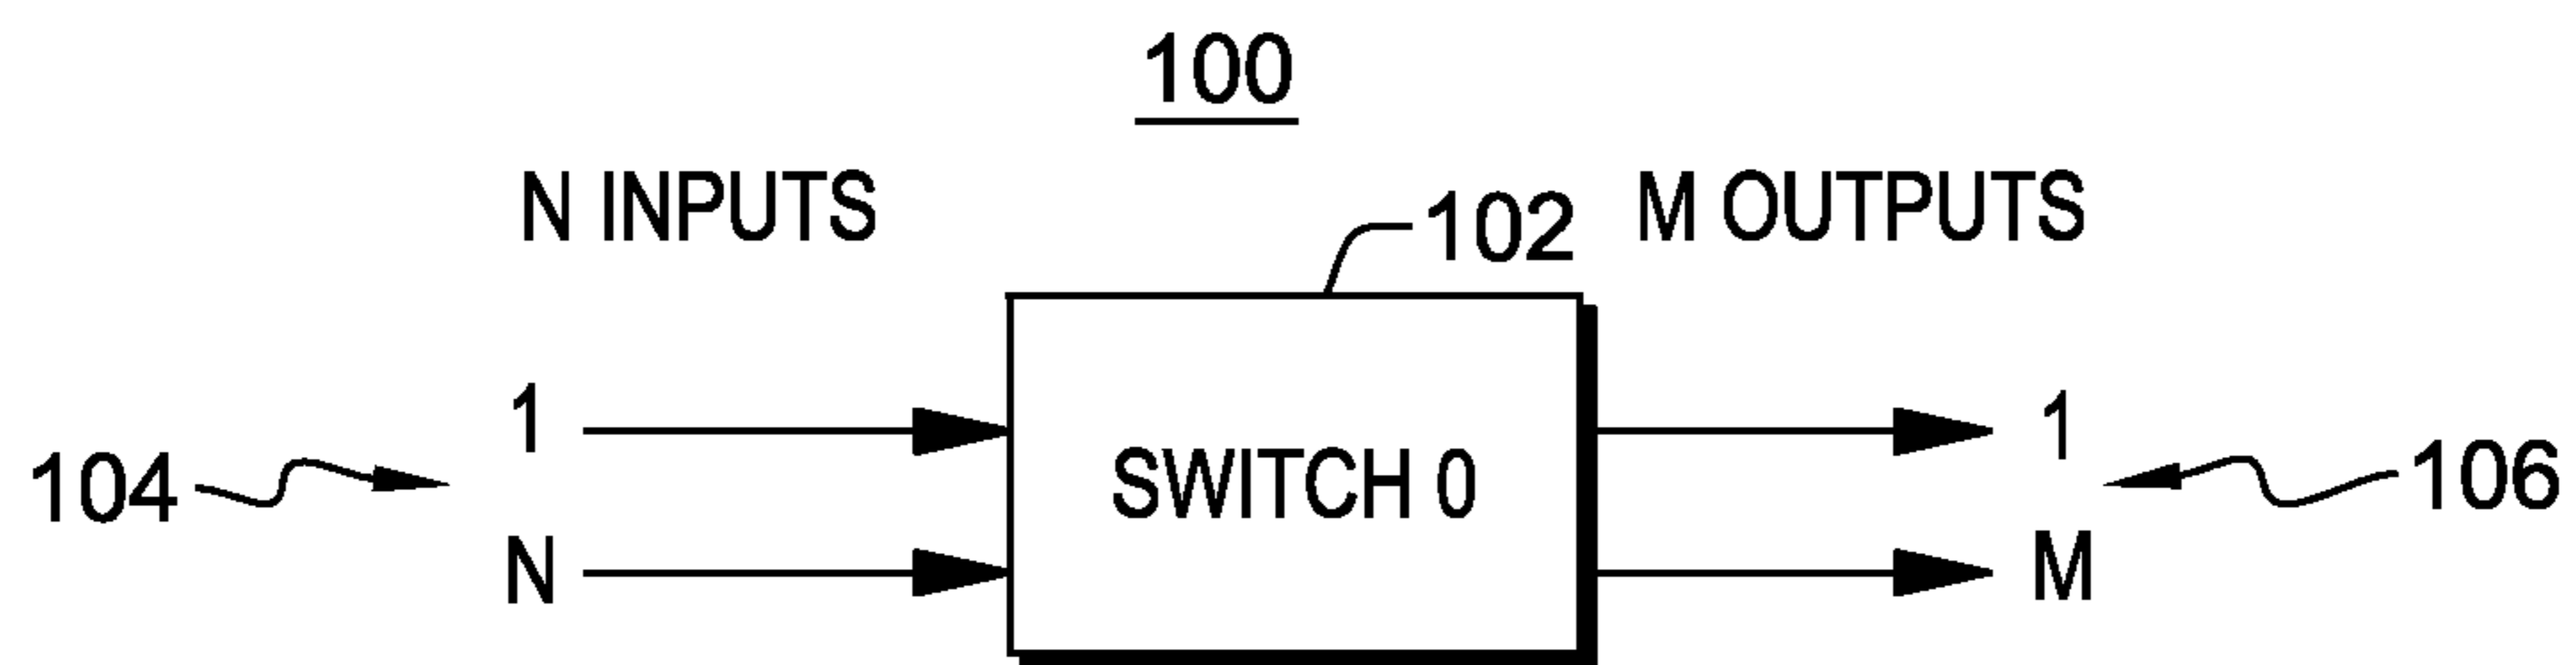 100
N INPUTS
102
M OUTPUTS
1
1
104
SWITCH 0
106
N
M